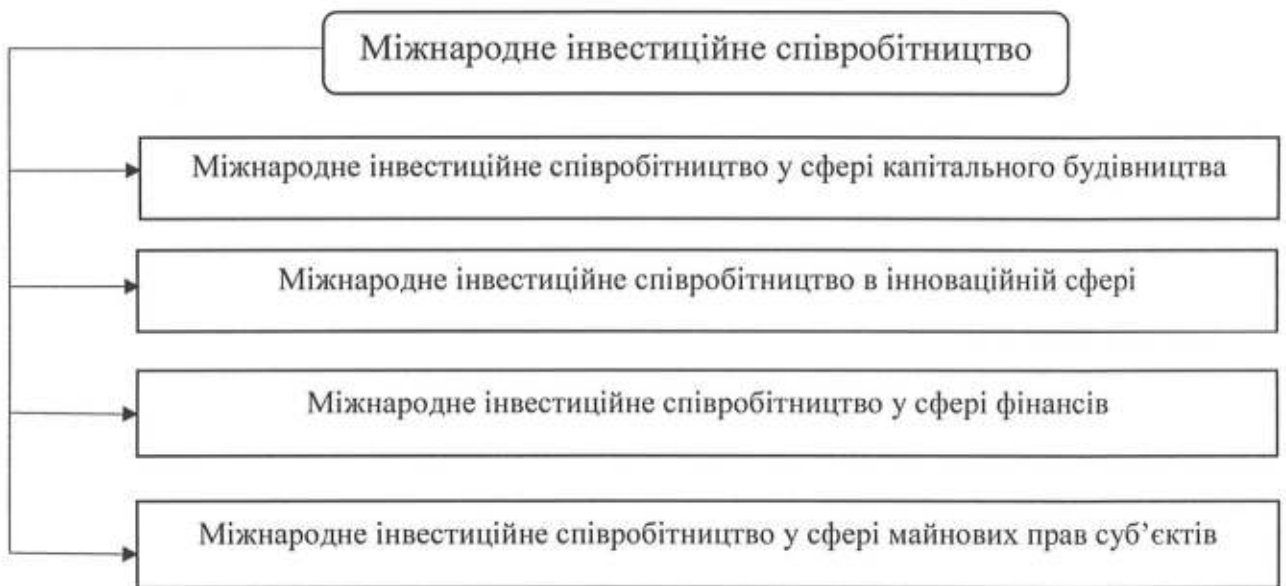 Міжнародне інвестиційне співробітництво
Міжнародне інвестиційне співробітництво у сфері капітального будівництва
Міжнародне інвестиційне співробітництво в інноваційній сфері
Міжнародне інвестиційне співробітництво у сфері фінансів
Міжнародне інвестиційне співробітництво у сфері майнових прав суб’єктів